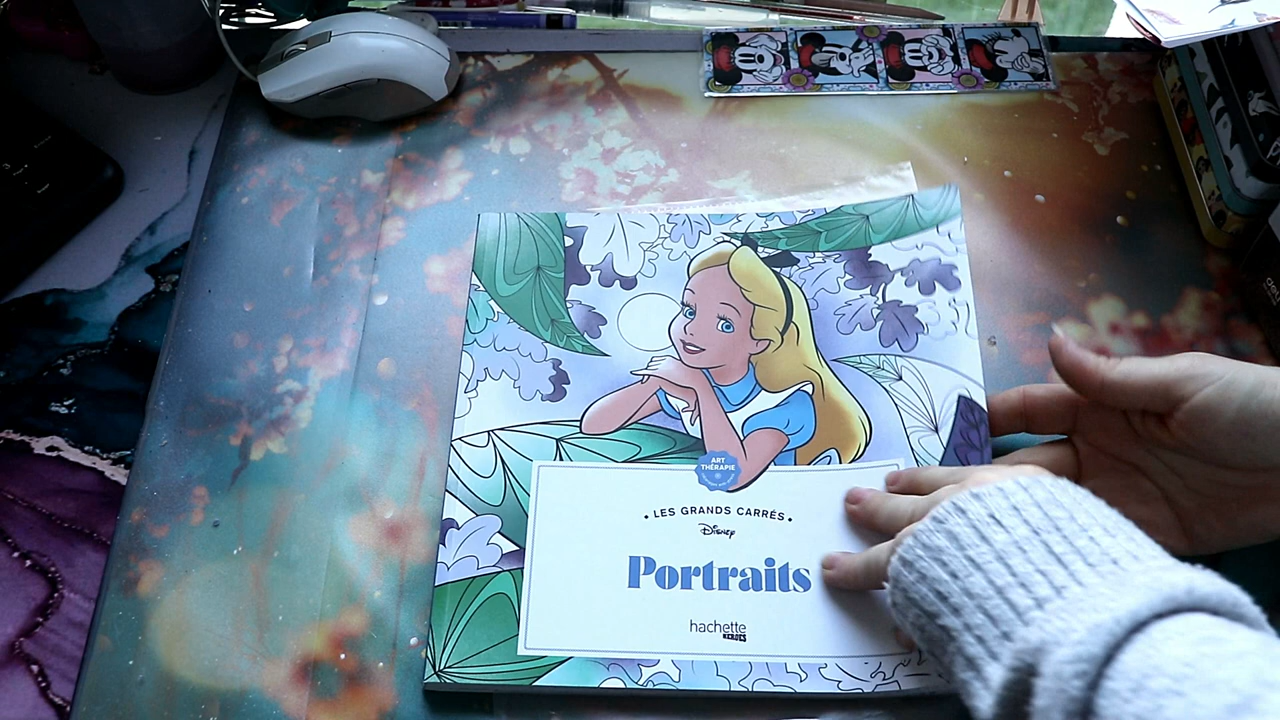 ART
THÉRAPIE
• LES GRANDS CARRÉS •
Disney
Portraits
hachette
HEROES